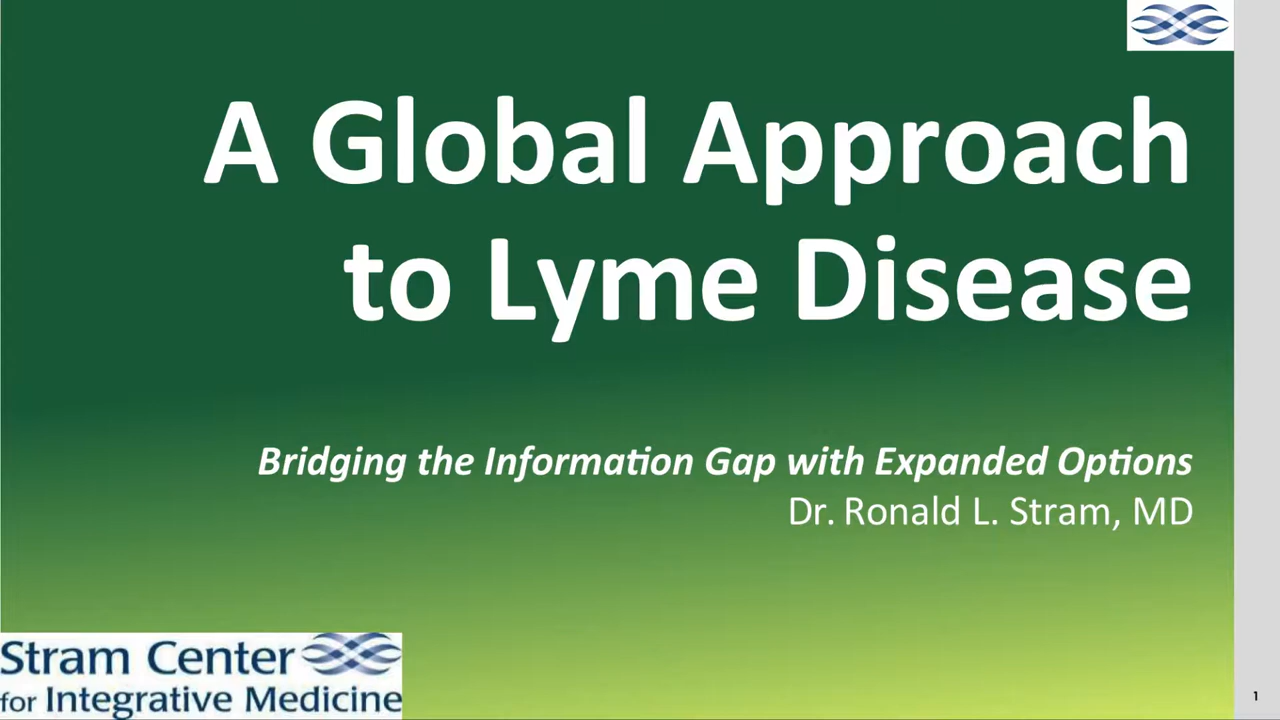 A Global Approach
to Lyme Disease
Bridging the Information Gap with Expanded Options
Dr. Ronald L. Stram, MD
Stram Center
for Integrative Medicine
1